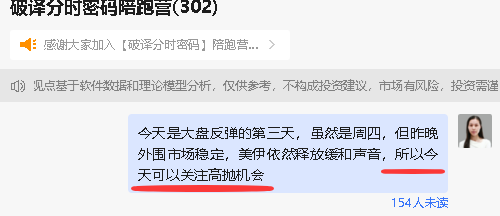 破译分时密码陪跑营(302)
感谢大家加入【破译分时密码】陪跑营...
见点基于软件数据和理论模型分析，仅供参考，不构成投资建议，市场有风险，投资需谨
今天是大盘反弹的第三天，虽然是周四，但昨晚
外围市场稳定，美伊依然释放缓和声音，所以今
天可以关注高抛机会
154人未读